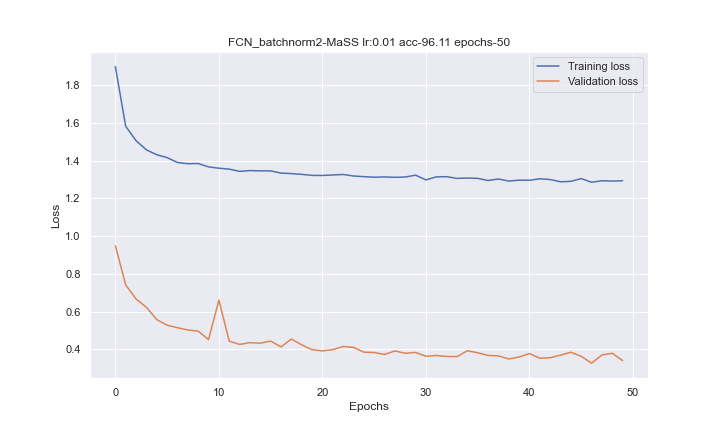 FCN_batchnorm2-MaSS lr:0.01 acc-96.11 epochs-50
Training loss
Validation loss
1.8
1.6
1.4
1.2
1.0
0.8
0.6
0.4
Loss
0 10 20 30 40 50
Epochs